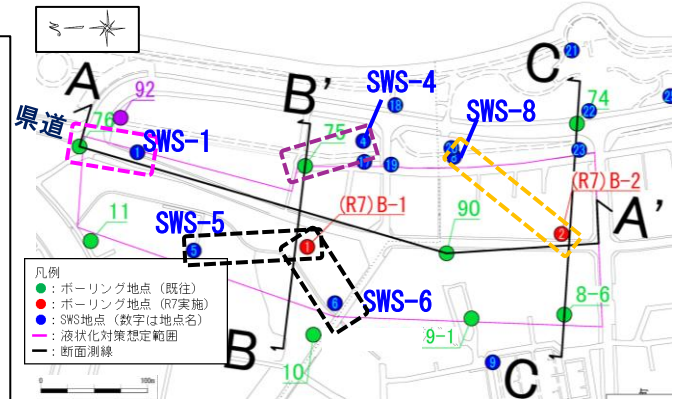 A
B'
C
21
県道
92
76
SWS-1
1
75
SWS-4
4
18
19
SWS-8
8
74
22
23
(R7)B-1
1
(R7)B-2
2
A'
11
SWS-5
5
90
6
SWS-6
B
10
9-1
8-6
9
C
凡例
●:ボーリング地点(既往)
●:ボーリング地点(R7実施)
●:SWS地点(数字は地点名)
―:液状化対策想定範囲
―:断面測線
0 100m